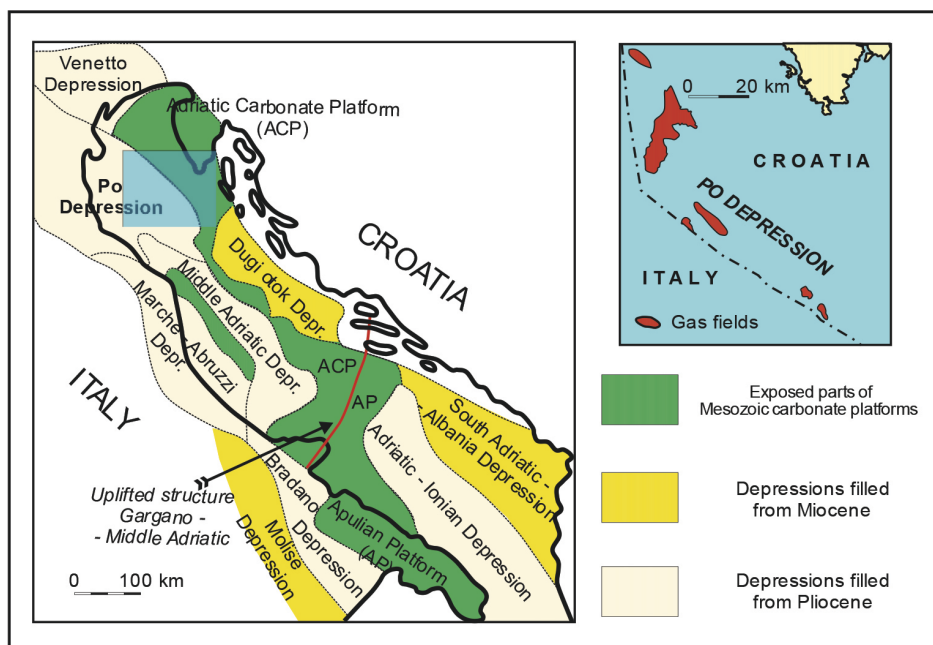 Venetto
Depression
Adriatic Carbonate Platform
(ACP)
Po
Depression
CROATIA
Dugi otok Depr.
Middle Adriatic Depr.
Marche - Abruzzi
Depr.
ITALY
ACP
AP
South Adriatic -
Albania Depression
Adriatic - Ionian Depression
Uplifted structure
Gargano -
- Middle Adriatic
Bradano
Depression
Molise
Depression
Apulian Platform
(AP)
0 100 km
0 20 km
CROATIA
PO DEPRESSION
ITALY
Gas fields
Exposed parts of
Mesozoic carbonate platforms
Depressions filled
from Miocene
Depressions filled
from Pliocene